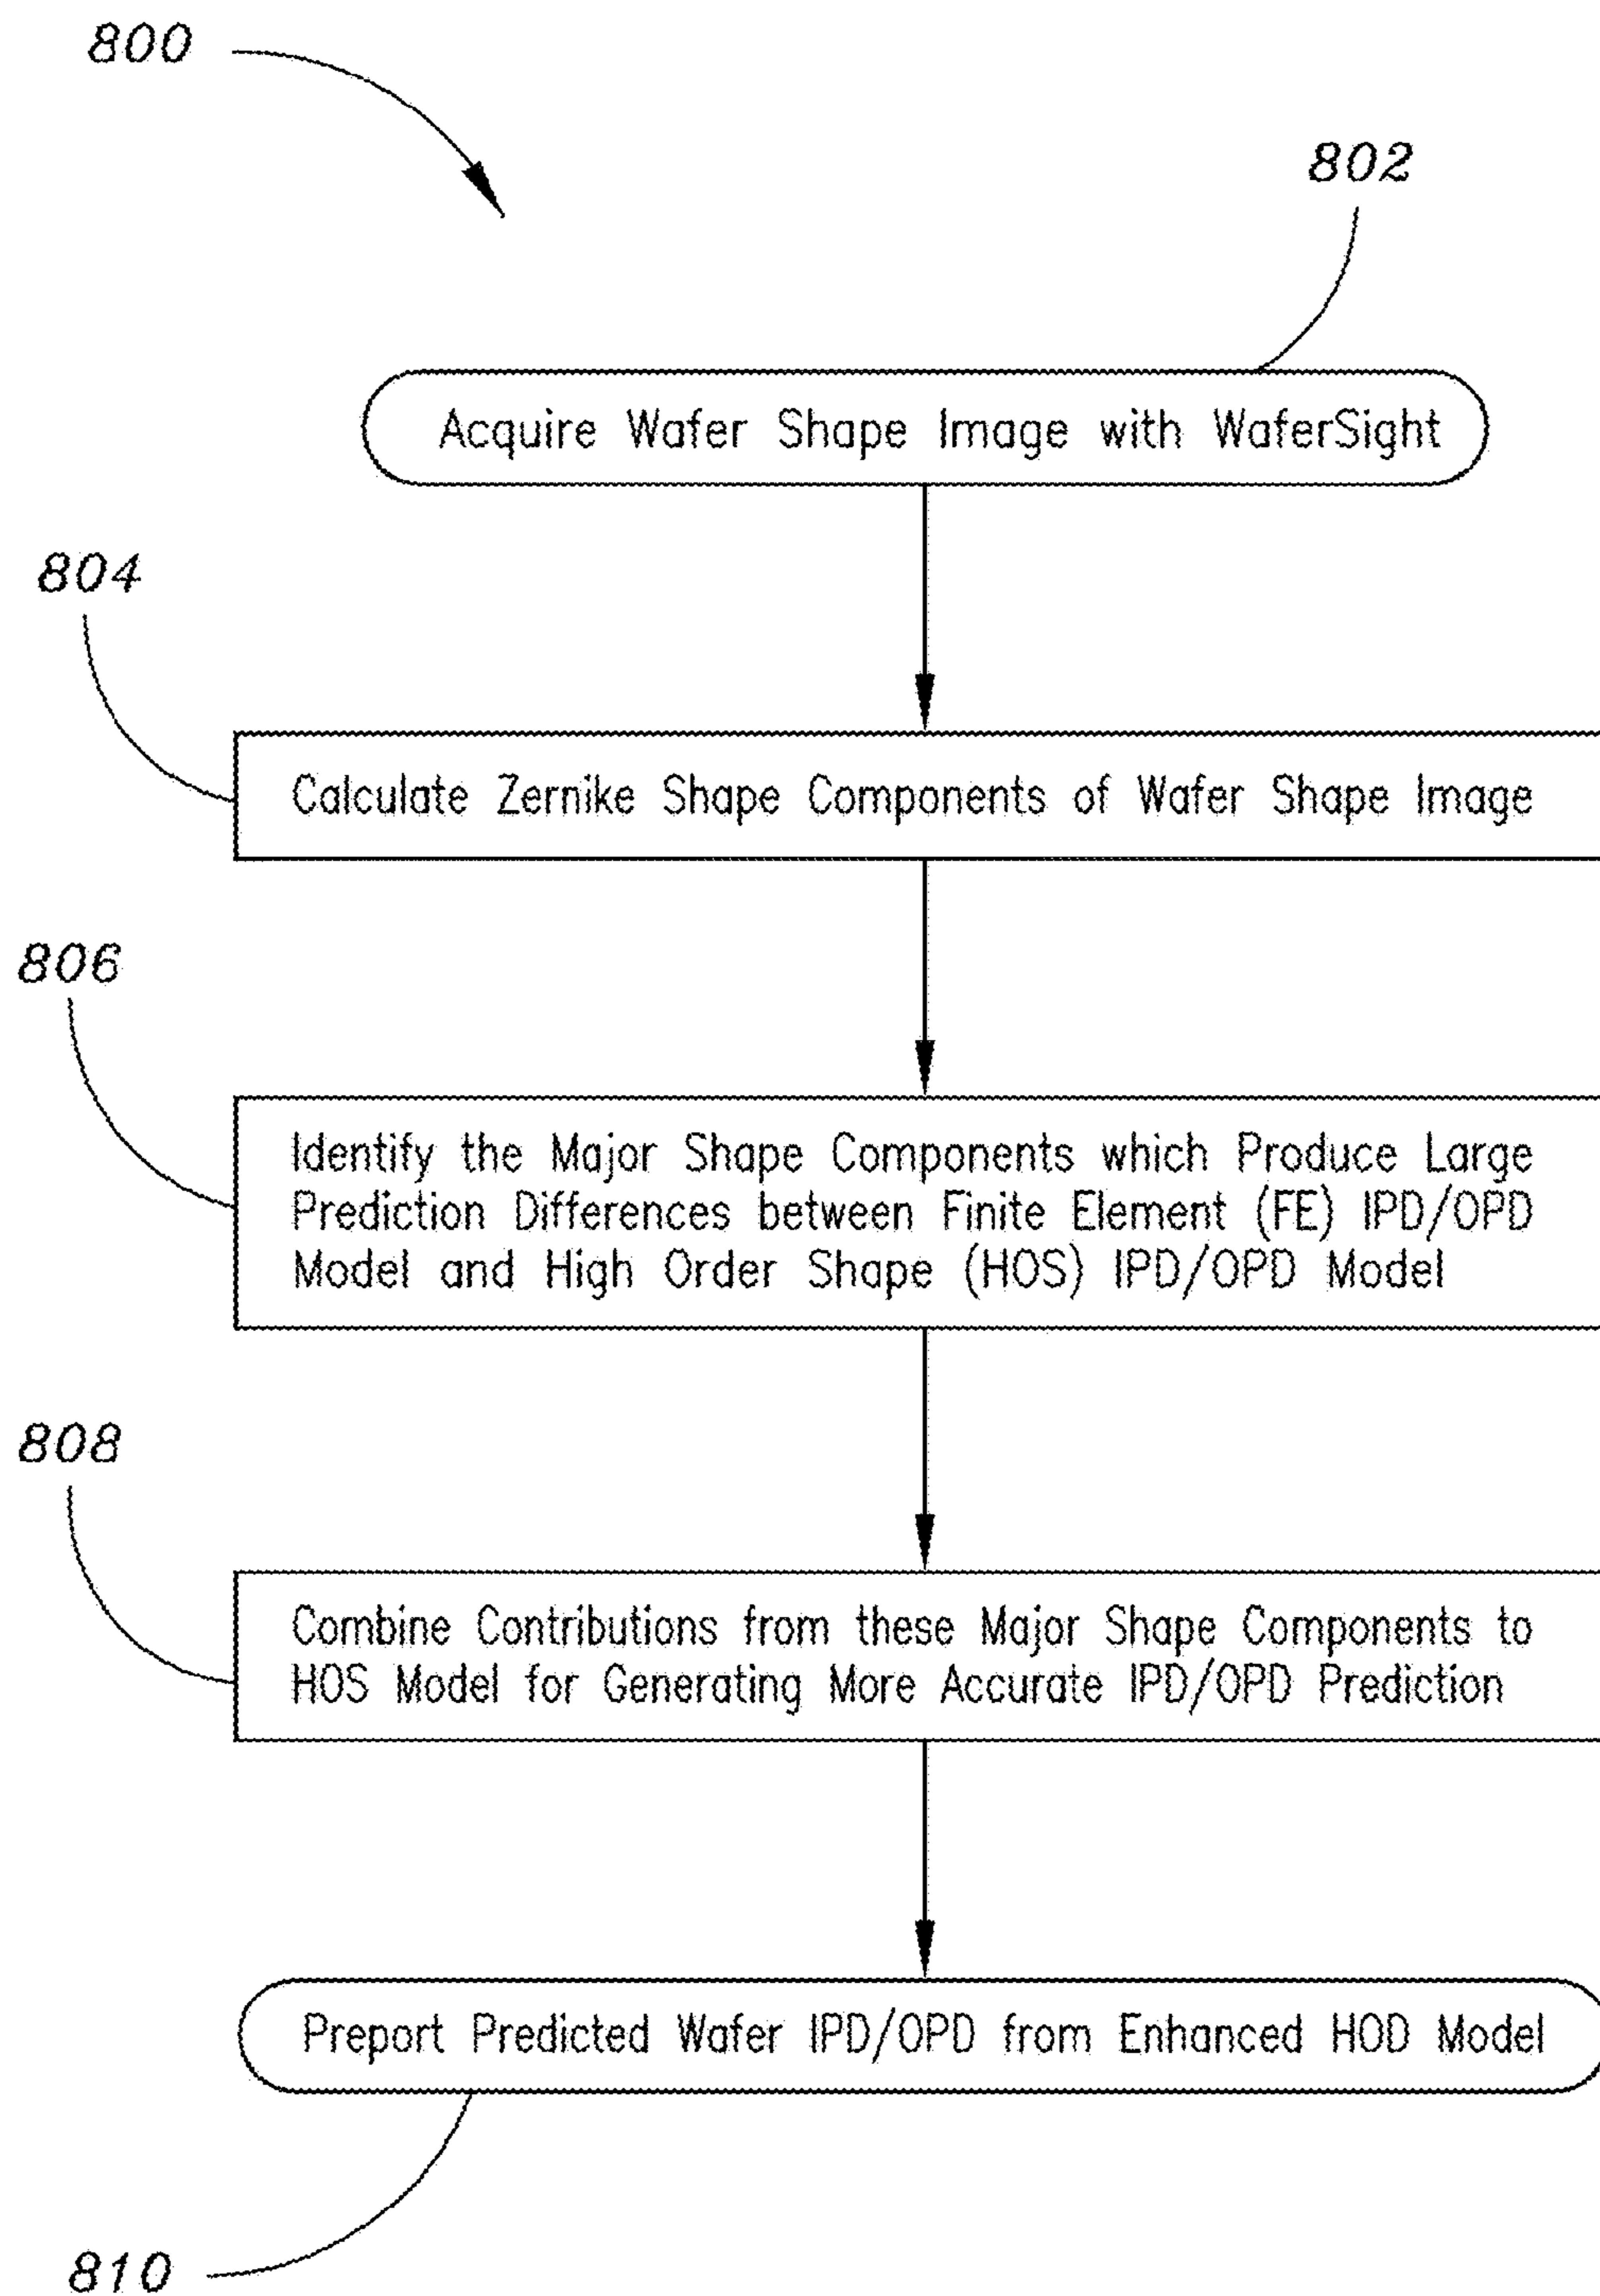 800
802
Acquire Wafer Shape Image with WaferSight
804
Calculate Zernike Shape Components of Wafer Shape Image
806
Identify the Major Shape Components which Produce Large
Prediction Differences between Finite Element (FE) IPD/OPD
Model and High Order Shape (HOS) IPD/OPD Model
808
Combine Contributions from these Major Shape Components to
HOS Model for Generating More Accurate IPD/OPD Prediction
Preport Predicted Wafer IPD/OPD from Enhanced HOD Model
810